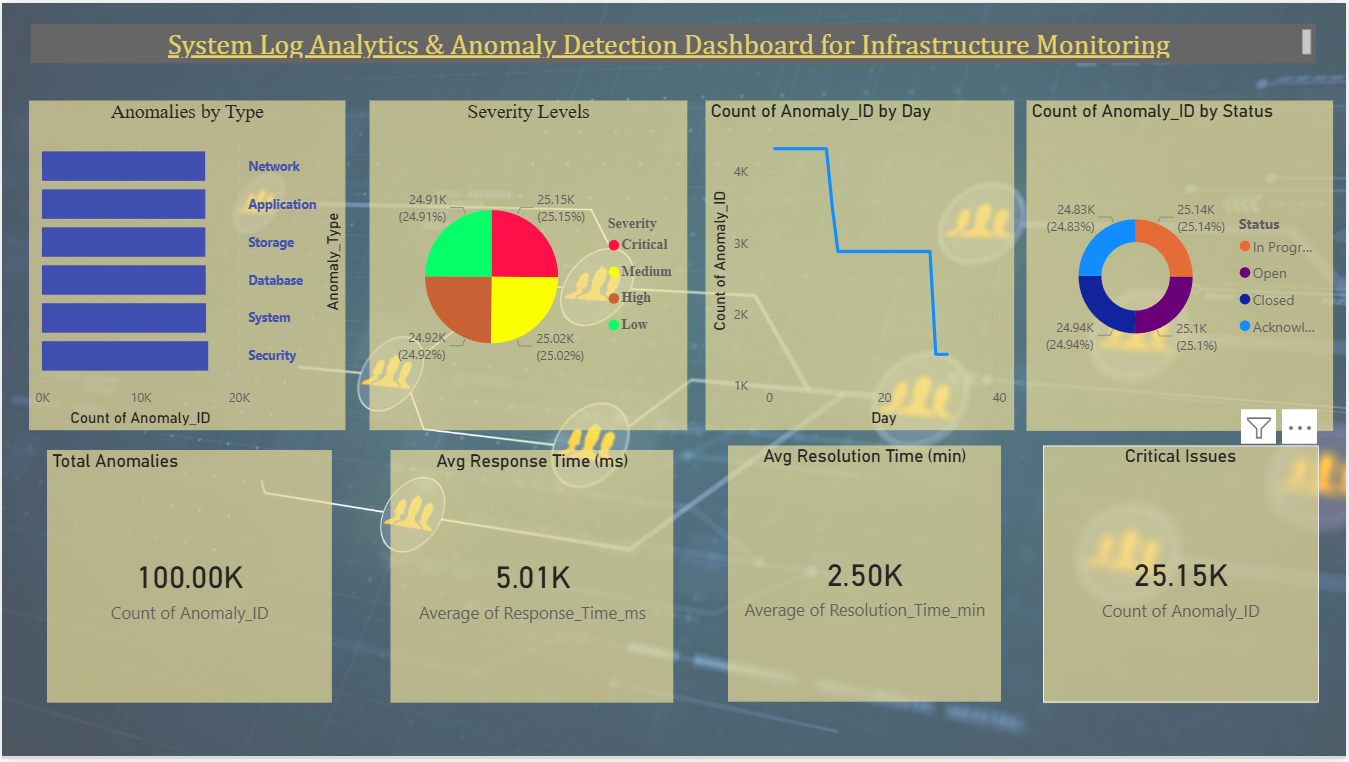 System Log Analytics & Anomaly Detection Dashboard for Infrastructure Monitoring
Anomalies by Type
Network
Application
Storage
Database
System
Security
Anomaly_Type
0K 10K 20K
Count of Anomaly_ID
Severity Levels
24.91K
(24.91%)
25.15K
(25.15%)
24.92K
(24.92%)
25.02K
(25.02%)
Severity
Critical
Medium
High
Low
Count of Anomaly_ID by Day
Count of Anomaly_ID
4K
3K
2K
1K
0 20 40
Day
Count of Anomaly_ID by Status
24.83K
(24.83%)
25.14K
(25.14%)
24.94K
(24.94%)
25.1K
(25.1%)
Status
In Progr...
Open
Closed
Acknowl...
Total Anomalies
100.00K
Count of Anomaly_ID
Avg Response Time (ms)
5.01K
Average of Response_Time_ms
Avg Resolution Time (min)
2.50K
Average of Resolution_Time_min
Critical Issues
25.15K
Count of Anomaly_ID